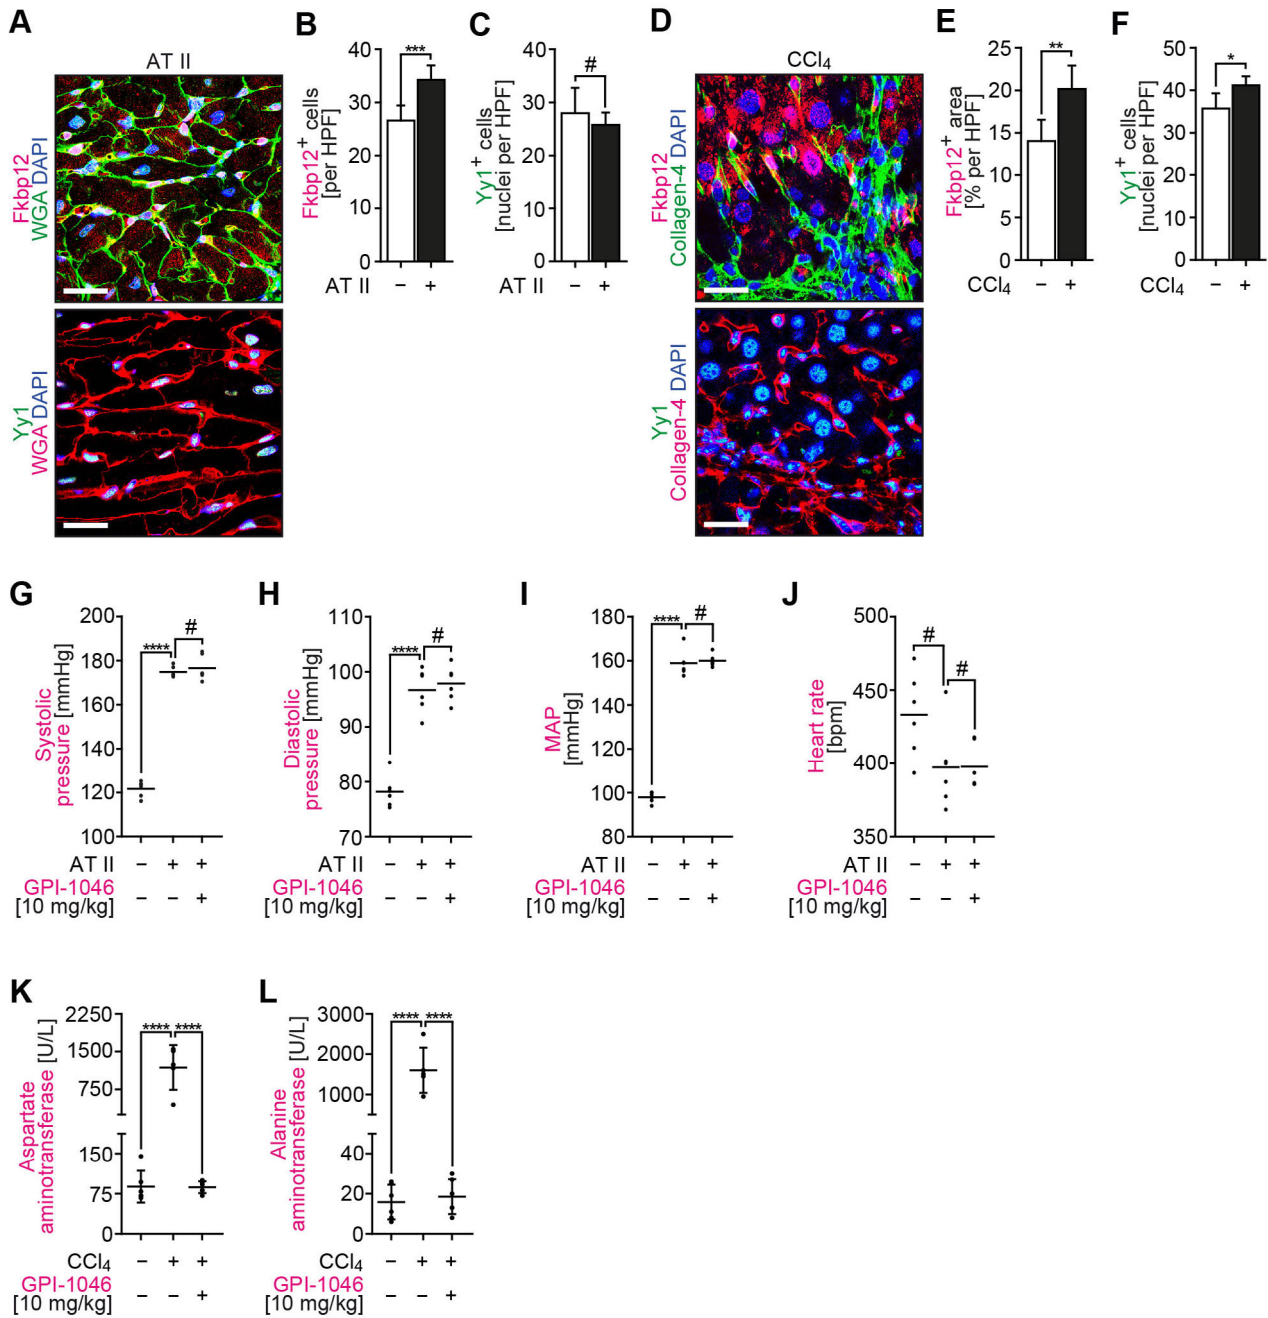 A
AT II
Fkbp12
WGA DAPI
Yy1
WGA DAPI
B
Fkbp12+ cells
[per HPF]
40
30
20
10
0
***
AT II − +
C
Yy1+ cells
[nuclei per HPF]
40
30
20
10
0
#
AT II − +
D
CCl4
Fkbp12
Collagen-4 DAPI
Yy1
Collagen-4 DAPI
E
Fkbp12+ area
[% per HPF]
25
20
15
10
5
0
**
CCl4 − +
F
Yy1+ cells
[nuclei per HPF]
50
40
30
20
10
0
*
CCl4 − +
G
Systolic
pressure [mmHg]
200
180
160
140
120
100
**** #
AT II − + +
GPI-1046
[10 mg/kg] − − +
H
Diastolic
pressure [mmHg]
110
100
90
80
70
**** #
AT II − + +
GPI-1046
[10 mg/kg] − − +
I
MAP
[mmHg]
180
160
140
120
100
80
**** #
AT II − + +
GPI-1046
[10 mg/kg] − − +
J
Heart rate
[bpm]
500
450
400
350
# #
AT II − + +
GPI-1046
[10 mg/kg] − − +
K
Aspartate
aminotransferase [U/L]
2250
1500
750
150
75
0
**** ****
CCl4 − + +
GPI-1046
[10 mg/kg] − − +
L
Alanine
aminotransferase [U/L]
3000
2000
1000
40
20
0
**** ****
CCl4 − + +
GPI-1046
[10 mg/kg] − − +